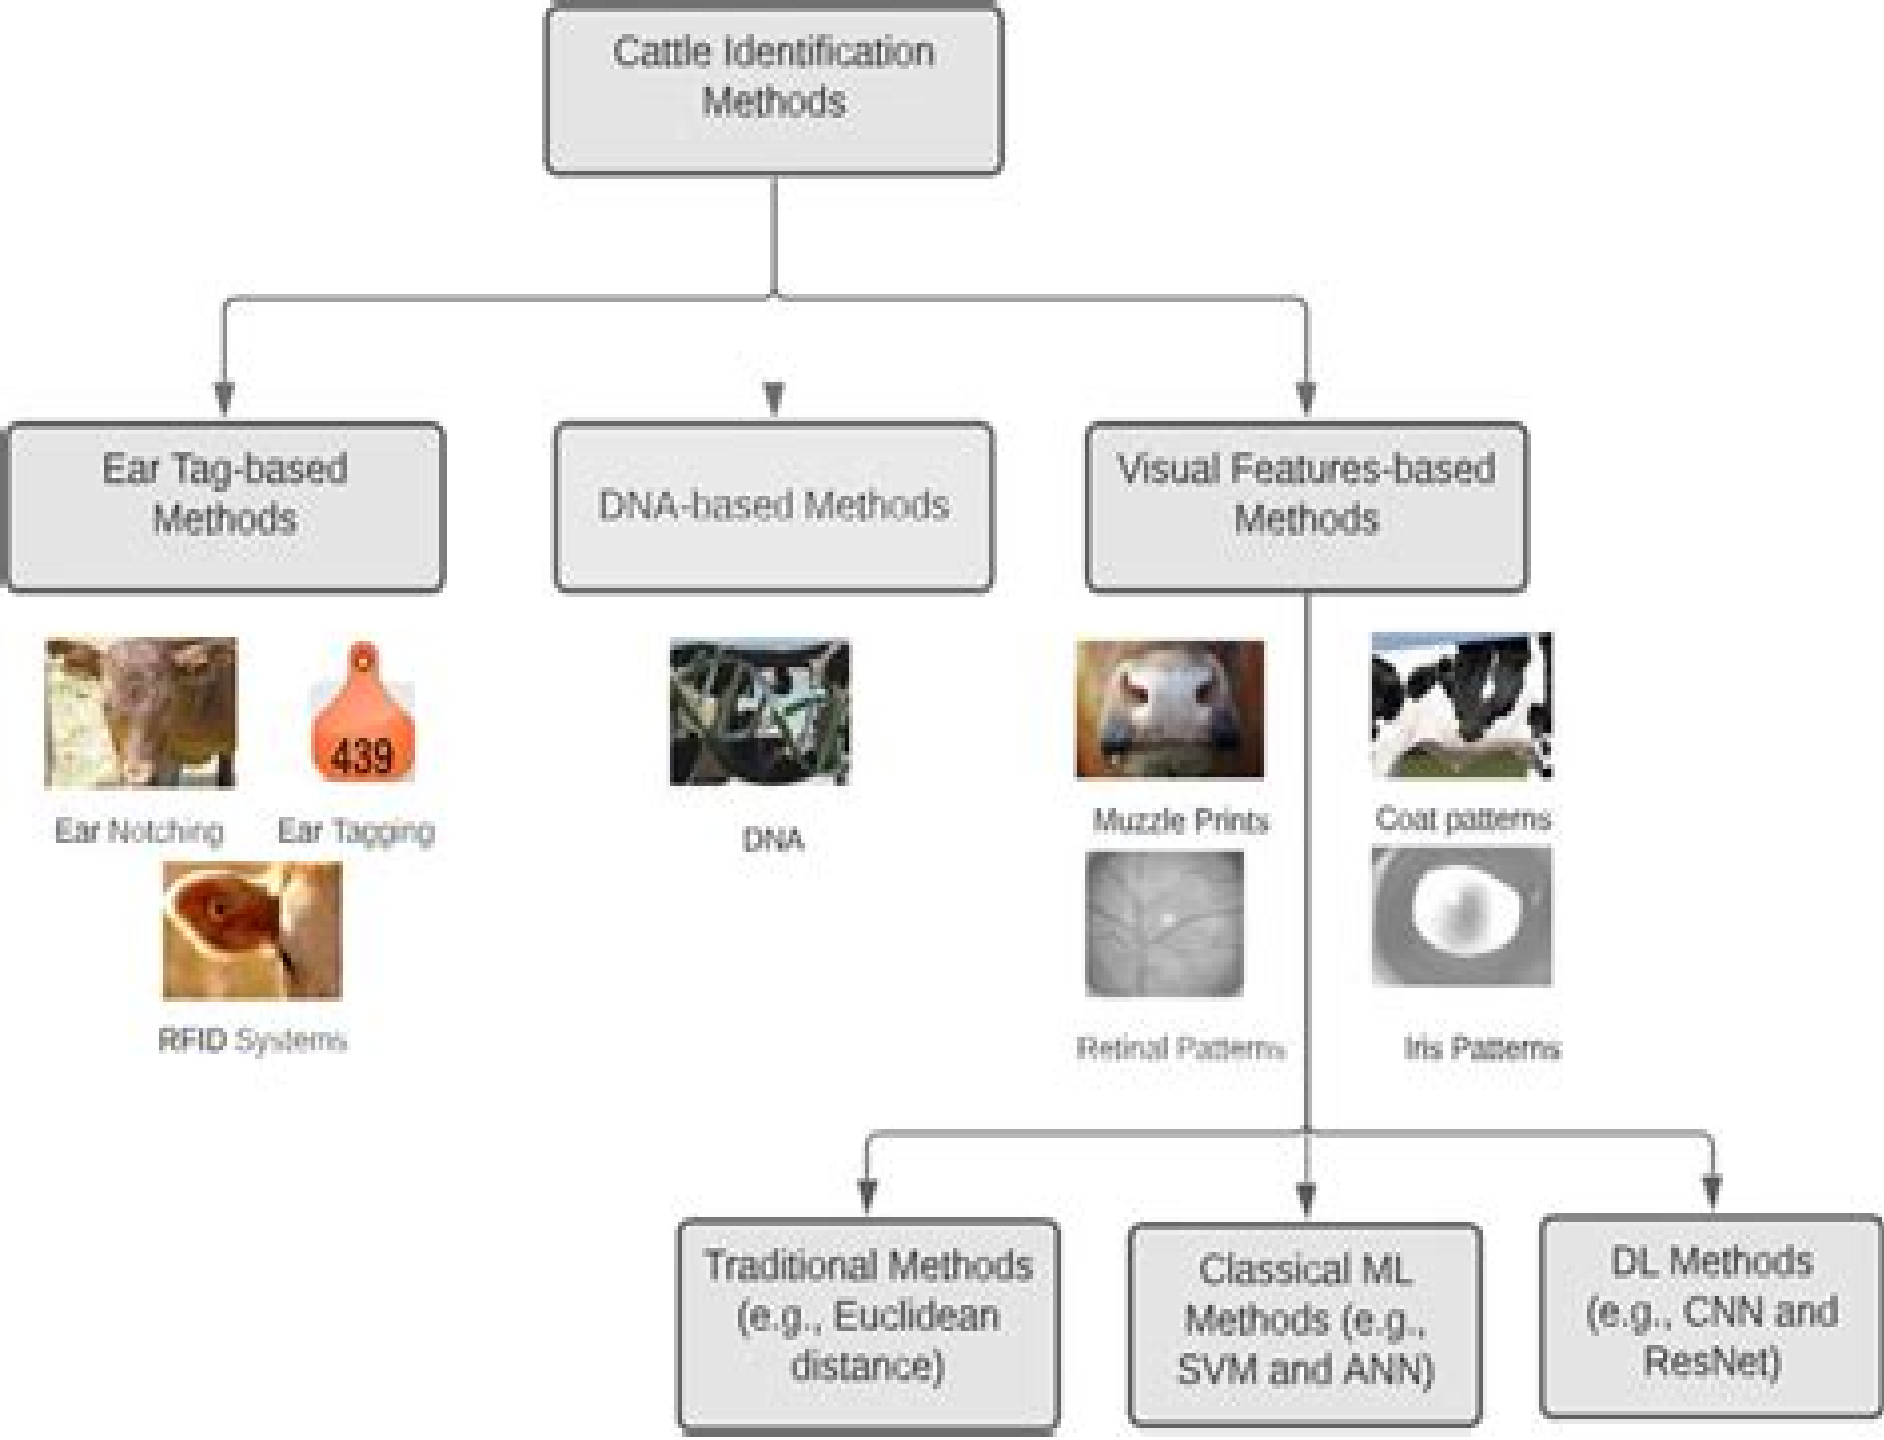 Cattle Identification
Methods
Ear Tag-based
Methods
DNA-based Methods
Visual Features-based
Methods
439
Ear Notching
Ear Tagging
DNA
Muzzle Prints
Coat patterns
RFID Systems
Retinal Patterns
Iris Patterns
Traditional Methods
(e.g., Euclidean
distance)
Classical ML
Methods (e.g.,
SVM and ANN)
DL Methods
(e.g., CNN and
ResNet)